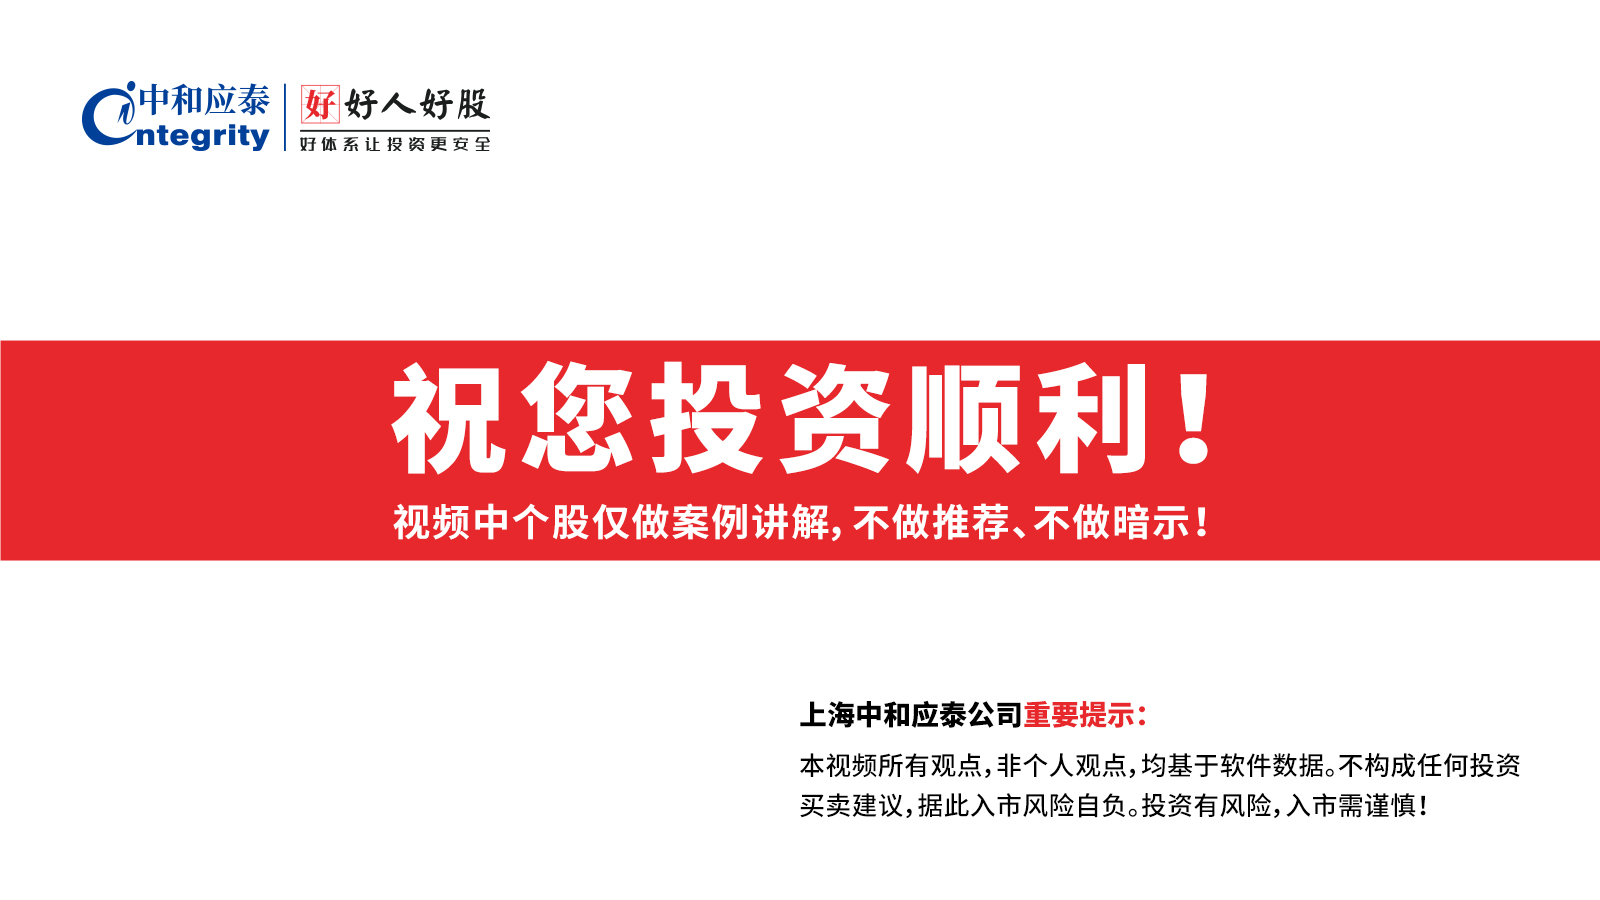 中和应泰
integrity
好 好人好股
好体系让投资更安全
祝您投资顺利！
视频中个股仅做案例讲解，不做推荐、不做暗示！
上海中和应泰公司重要提示：
本视频所有观点，非个人观点，均基于软件数据。不构成任何投资
买卖建议，据此入市风险自负。投资有风险，入市需谨慎！